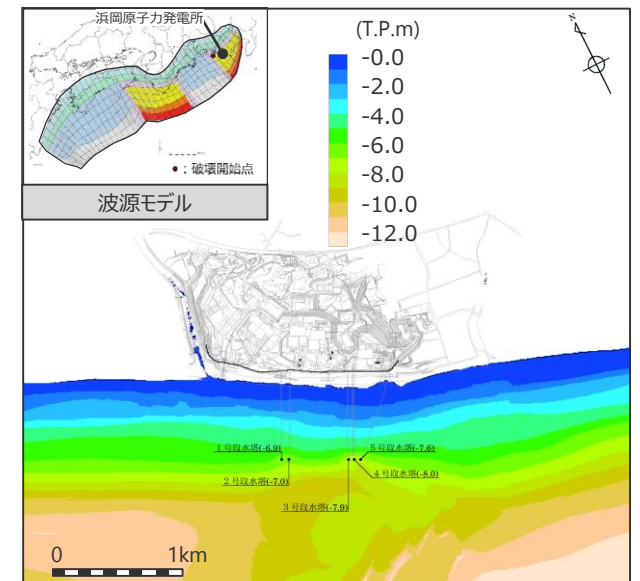 浜岡原子力発電所
●；破壊開始点
波源モデル
(T.P.m)
-0.0
-2.0
-4.0
-6.0
-8.0
-10.0
-12.0
N
1号取水塔(-6.9)
5号取水塔(-7.6)
2号取水塔(-7.0)
4号取水塔(-8.0)
3号取水塔(-7.9)
0 1km